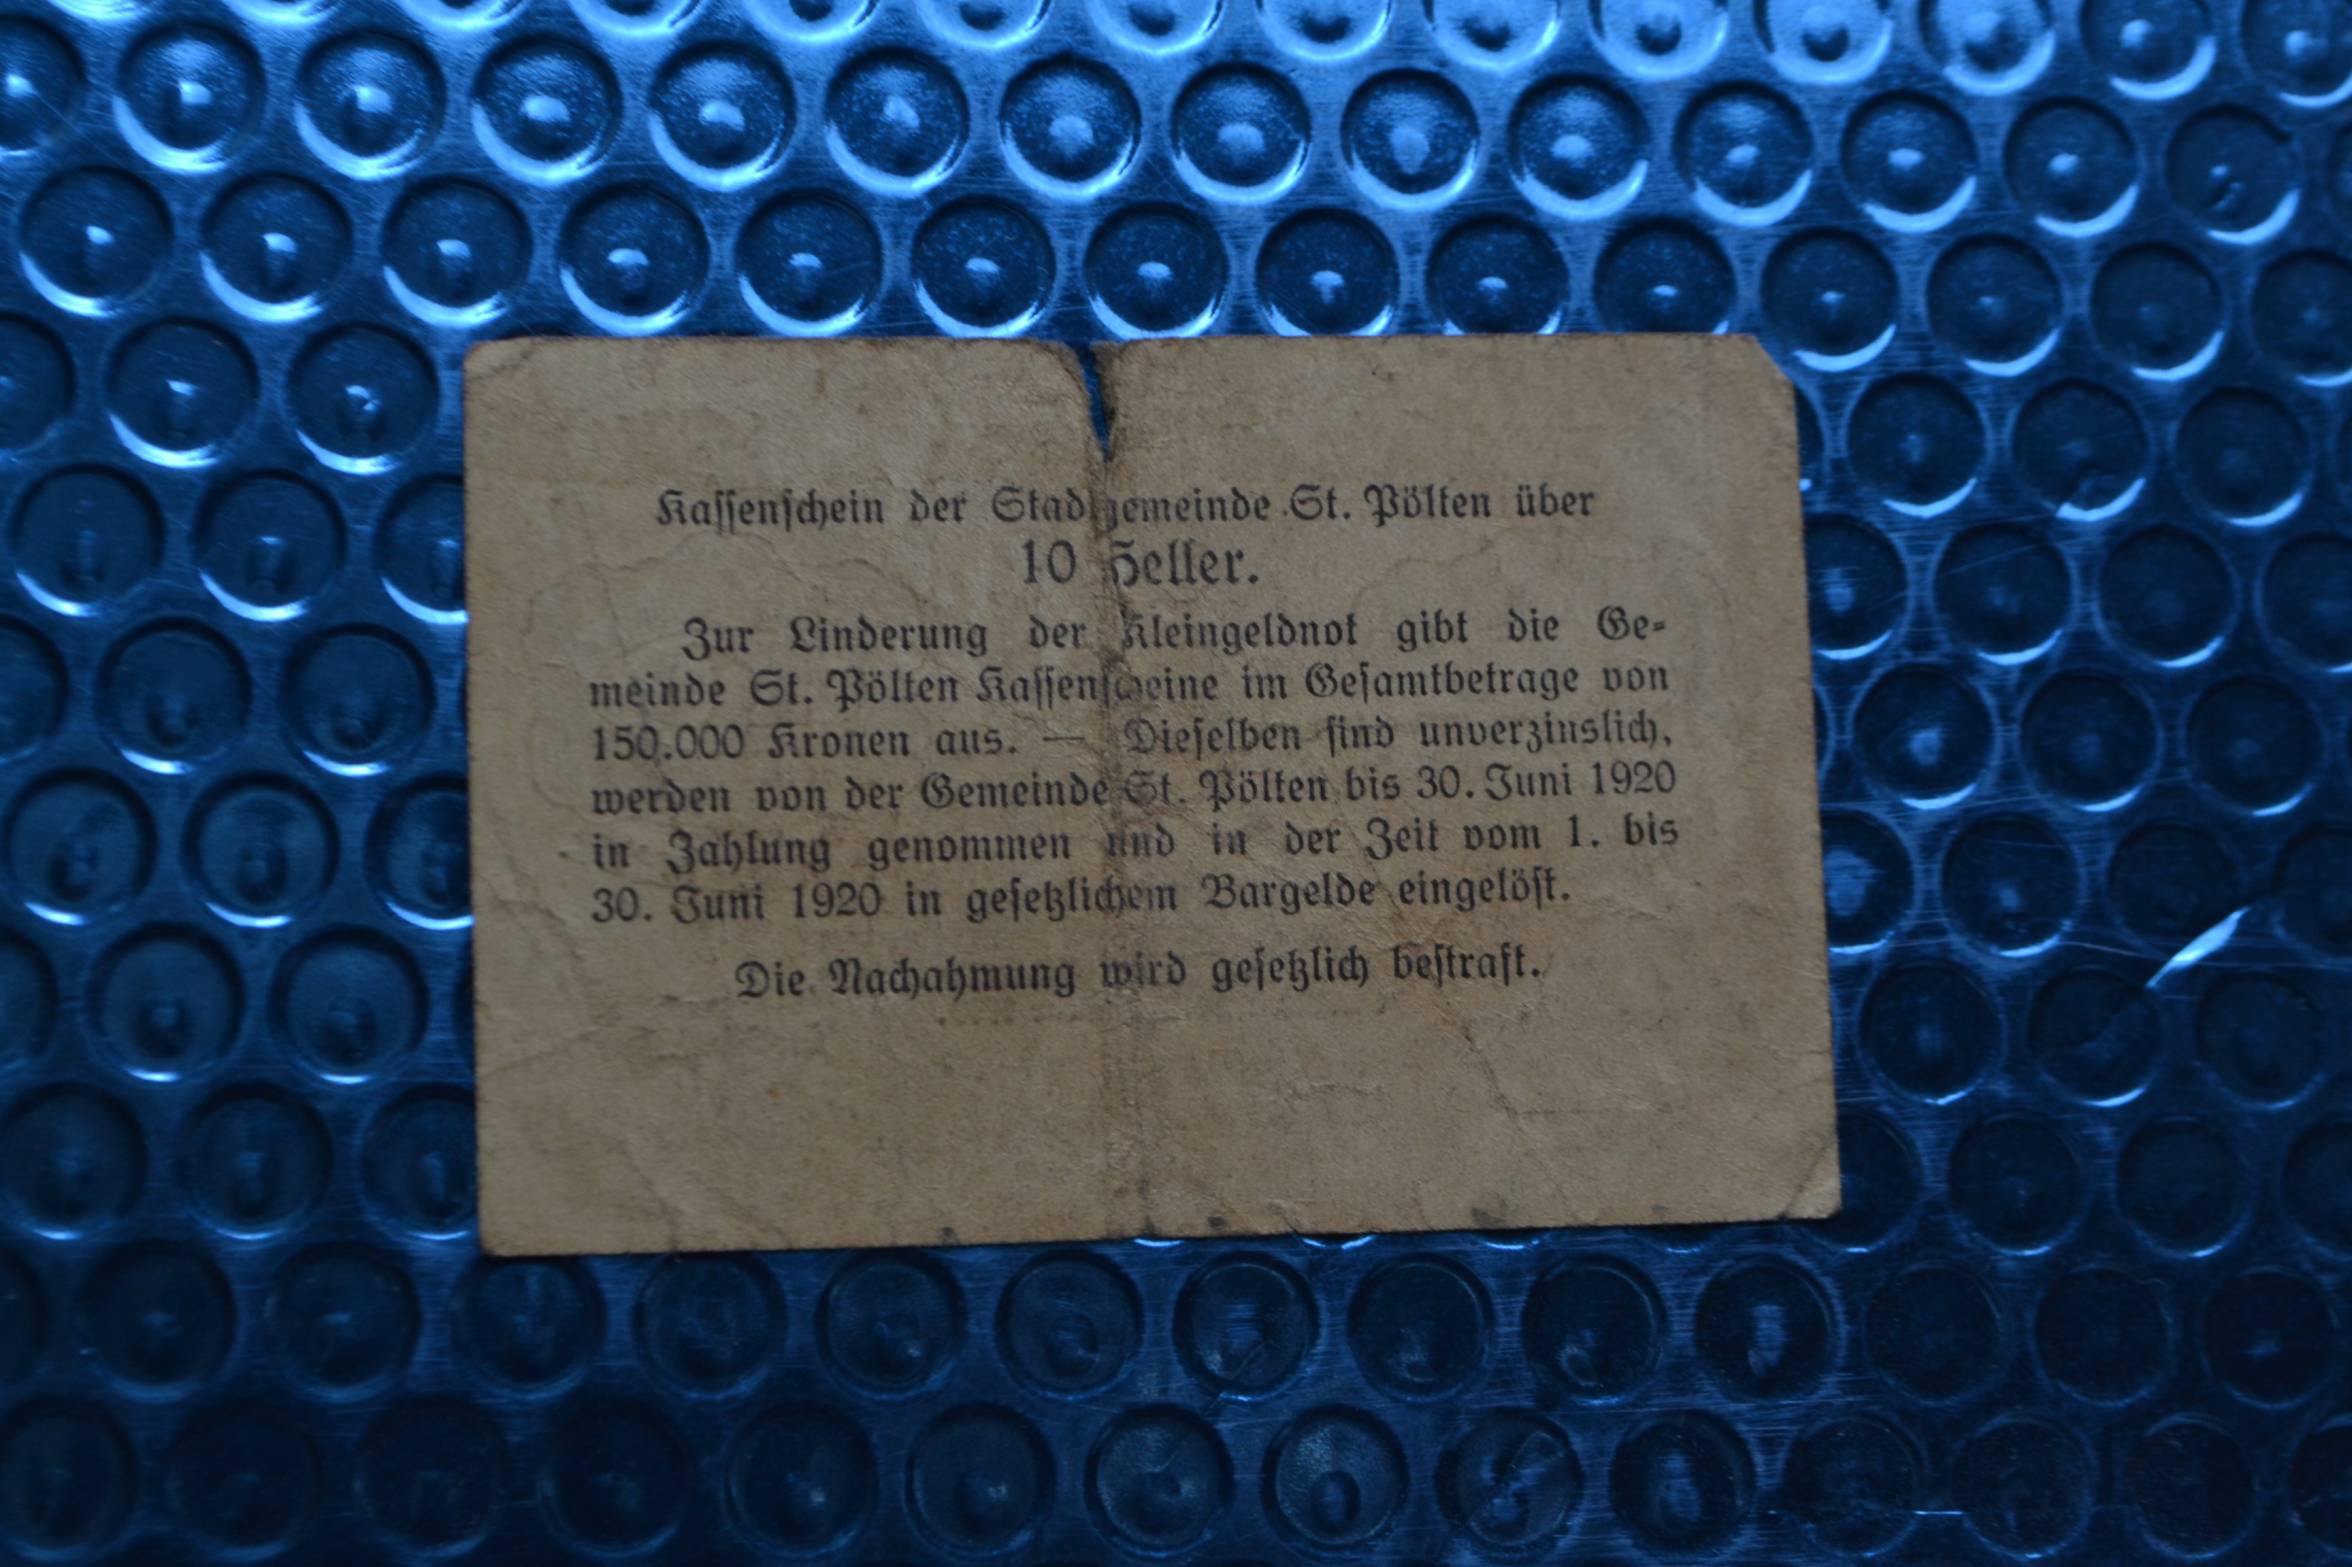 Kassenschein der Stadtgemeinde St. Pölten über
10 Heller.
Zur Linderung der Kleingeldnot gibt die Ge-
meinde St. Pölten Kassenscheine im Gesamtbetrage von
150.000 Kronen aus. — Dieselben sind unverzinslich,
werden von der Gemeinde St. Pölten bis 30. Juni 1920
in Zahlung genommen und in der Zeit vom 1. bis
30. Juni 1920 in gesetzlichem Bargelde eingelöst.
Die Nachahmung wird gesetzlich bestraft.